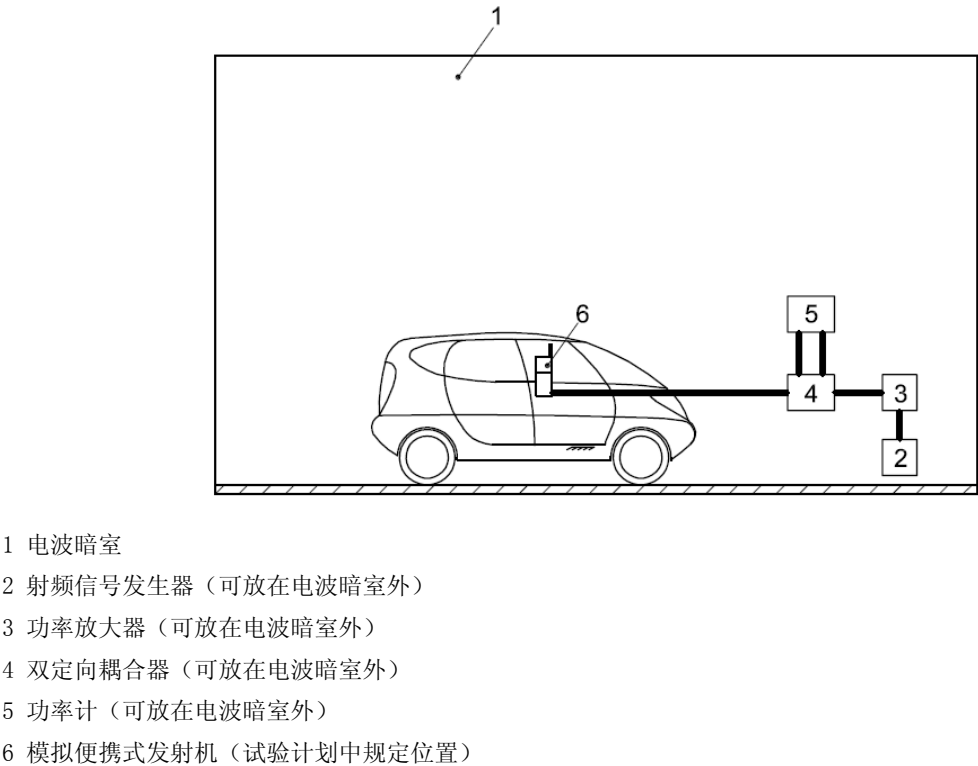 1
6
5
4
3
2
1 电波暗室
2 射频信号发生器（可放在电波暗室外）
3 功率放大器（可放在电波暗室外）
4 双定向耦合器（可放在电波暗室外）
5 功率计（可放在电波暗室外）
6 模拟便携式发射机（试验计划中规定位置）